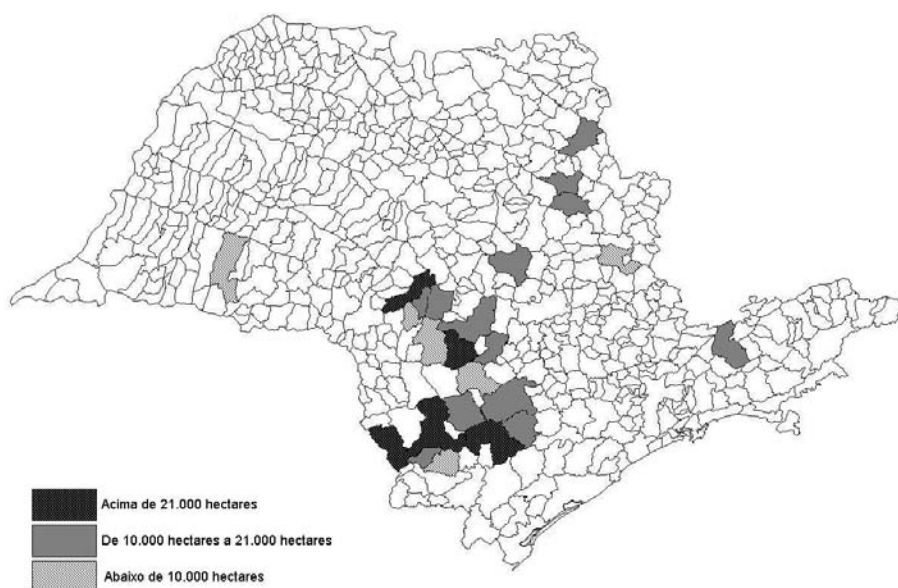 Acima de 21.000 hectares
De 10.000 hectares a 21.000 hectares
Abaixo de 10.000 hectares